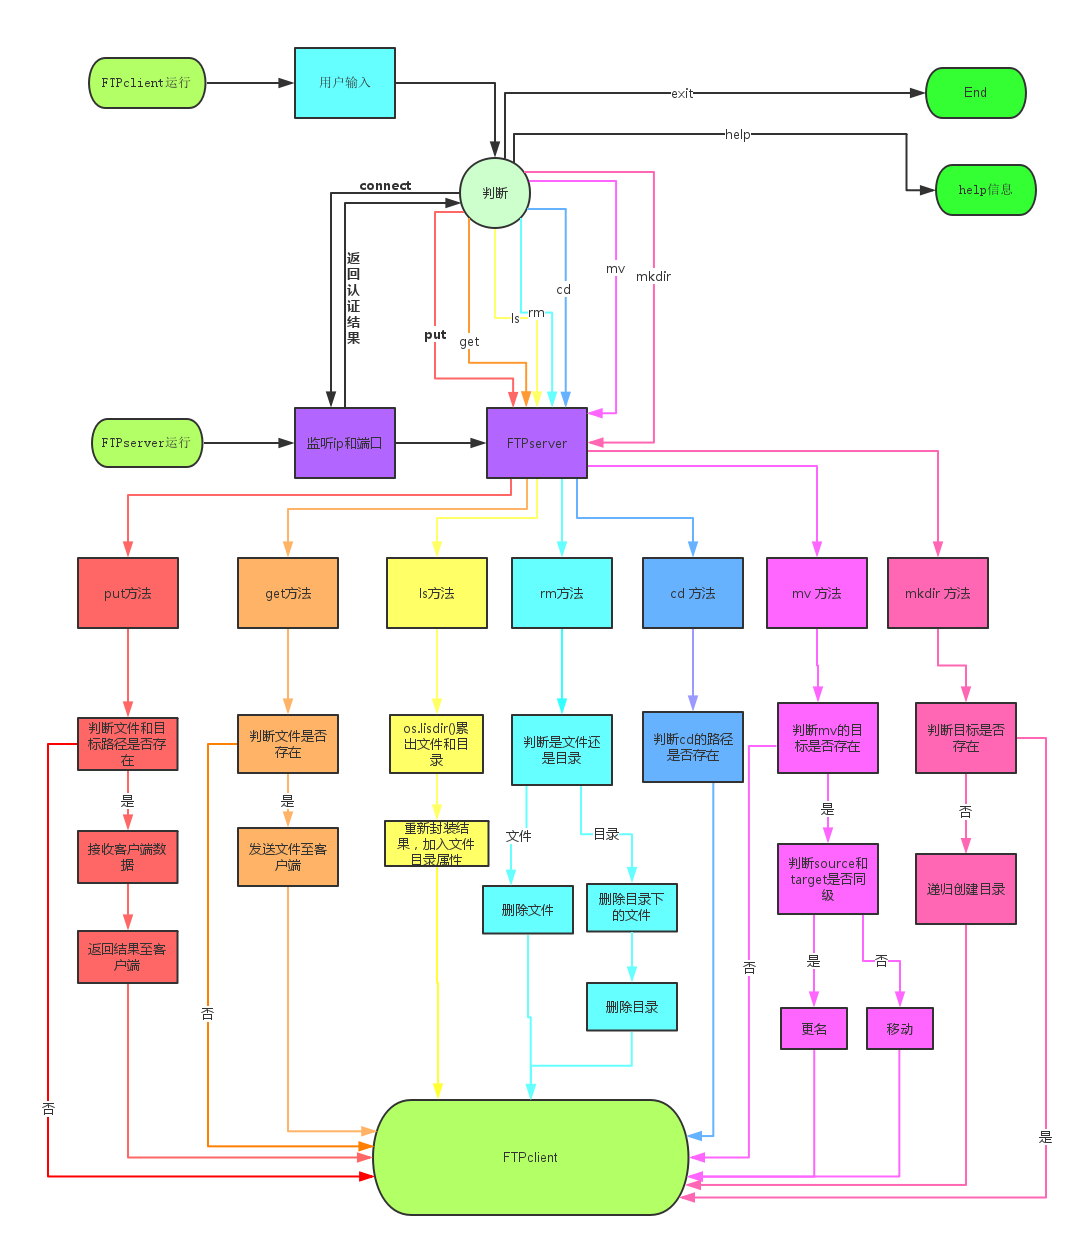 FTPclient运行
用户输入
exit
End
help
help信息
connect
判断
返
回
认
证
结
果
mv
mkdir
cd
rm
ls
put
get
FTPserver运行
监听ip和端口
FTPserver
put方法
get方法
ls方法
rm方法
cd 方法
mv 方法
mkdir 方法
判断文件和目
标路径是否存
在
判断文件是否
存在
os.lisdir()累
出文件和目
录
判断是文件还
是目录
判断cd的路径
是否存在
判断mv的目
标是否存在
判断目标是否
存在
是
是
文件
目录
是
否
接收客户端数
据
发送文件至客
户端
重新封装结
果，加入文件
目录属性
删除文件
删除目录下
的文件
判断source和
target是否同
级
递归创建目录
返回结果至客
户端
否
是
否
删除目录
更名
移动
否
否
是
FTPclient